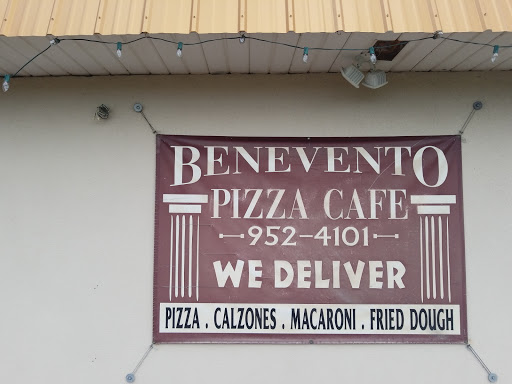 BENEVENTO
PIZZA CAFE
952-4101
WE DELIVER
PIZZA . CALZONES . MACARONI . FRIED DOUGH